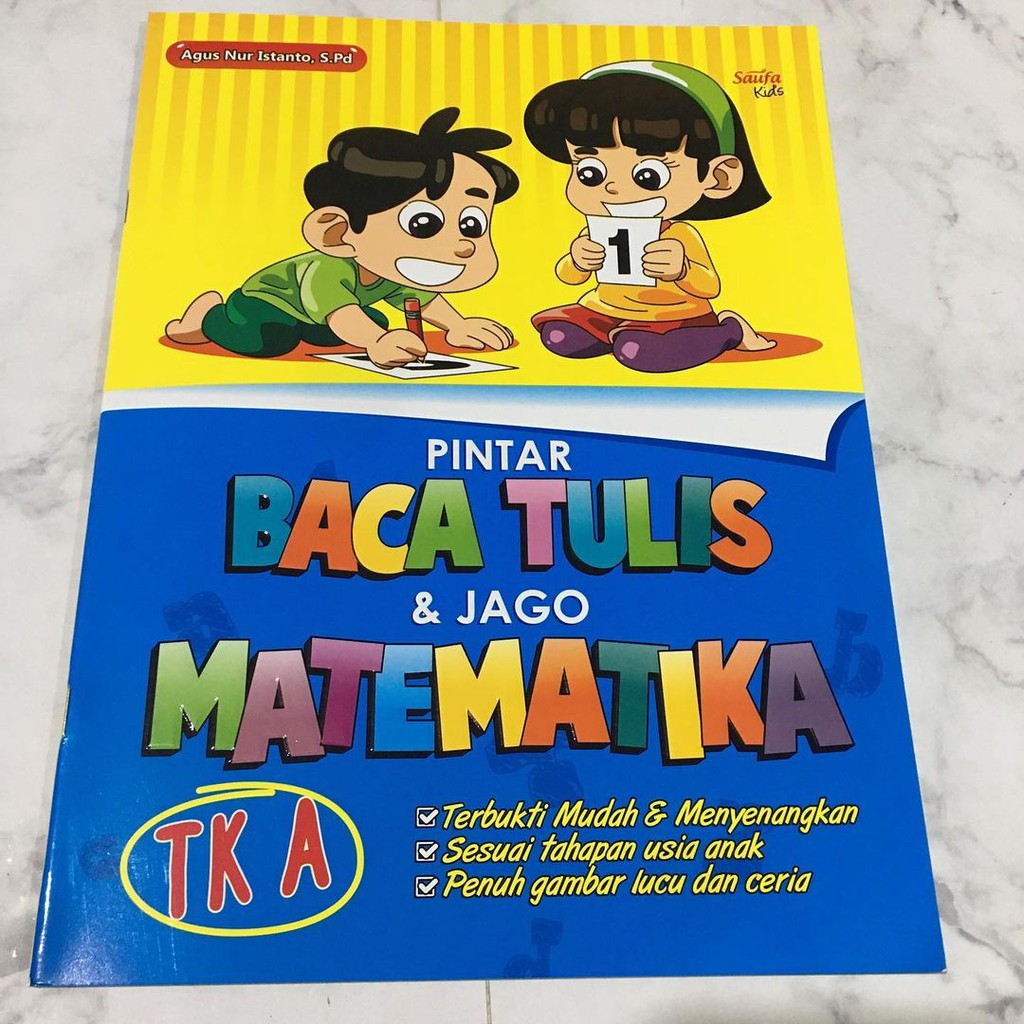 Agus Nur Istanto, S.Pd
Saufa
Kids
1
PINTAR
BACA TULIS
& JAGO
MATEMATIKA
TK A
Terbukti Mudah & Menyenangkan
Sesuai tahapan usia anak
Penuh gambar lucu dan ceria